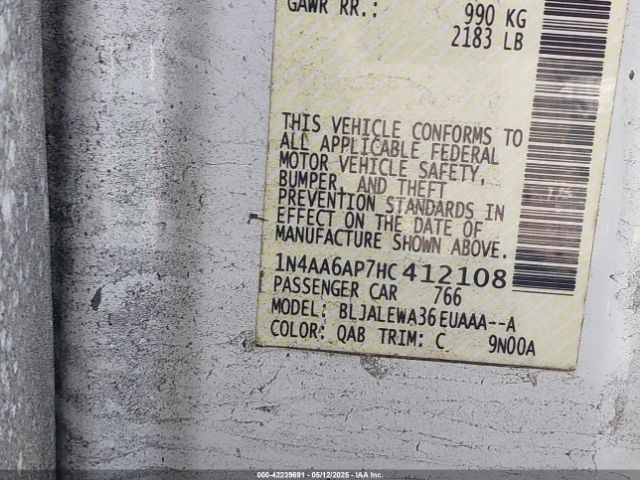 GAWR RR.: 990 KG
2183 LB
THIS VEHICLE CONFORMS TO
ALL APPLICABLE FEDERAL
MOTOR VEHICLE SAFETY,
BUMPER, AND THEFT
PREVENTION STANDARDS IN
EFFECT ON THE DATE OF
MANUFACTURE SHOWN ABOVE.
1N4AA6AP7HC412108
PASSENGER CAR 766
MODEL: BLJALEWA36EUAAA--A
COLOR: QAB TRIM: C 9N00A
000-42239691 - 05/12/2025 - IAA Inc.